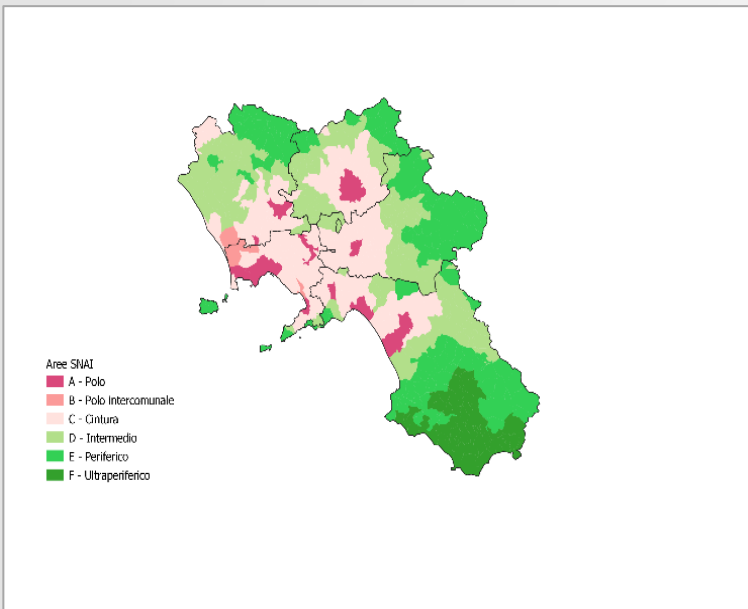 Aree SNAI
A - Polo
B - Polo intercomunale
C - Cintura
D - Intermedio
E - Periferico
F - Ultraperiferico